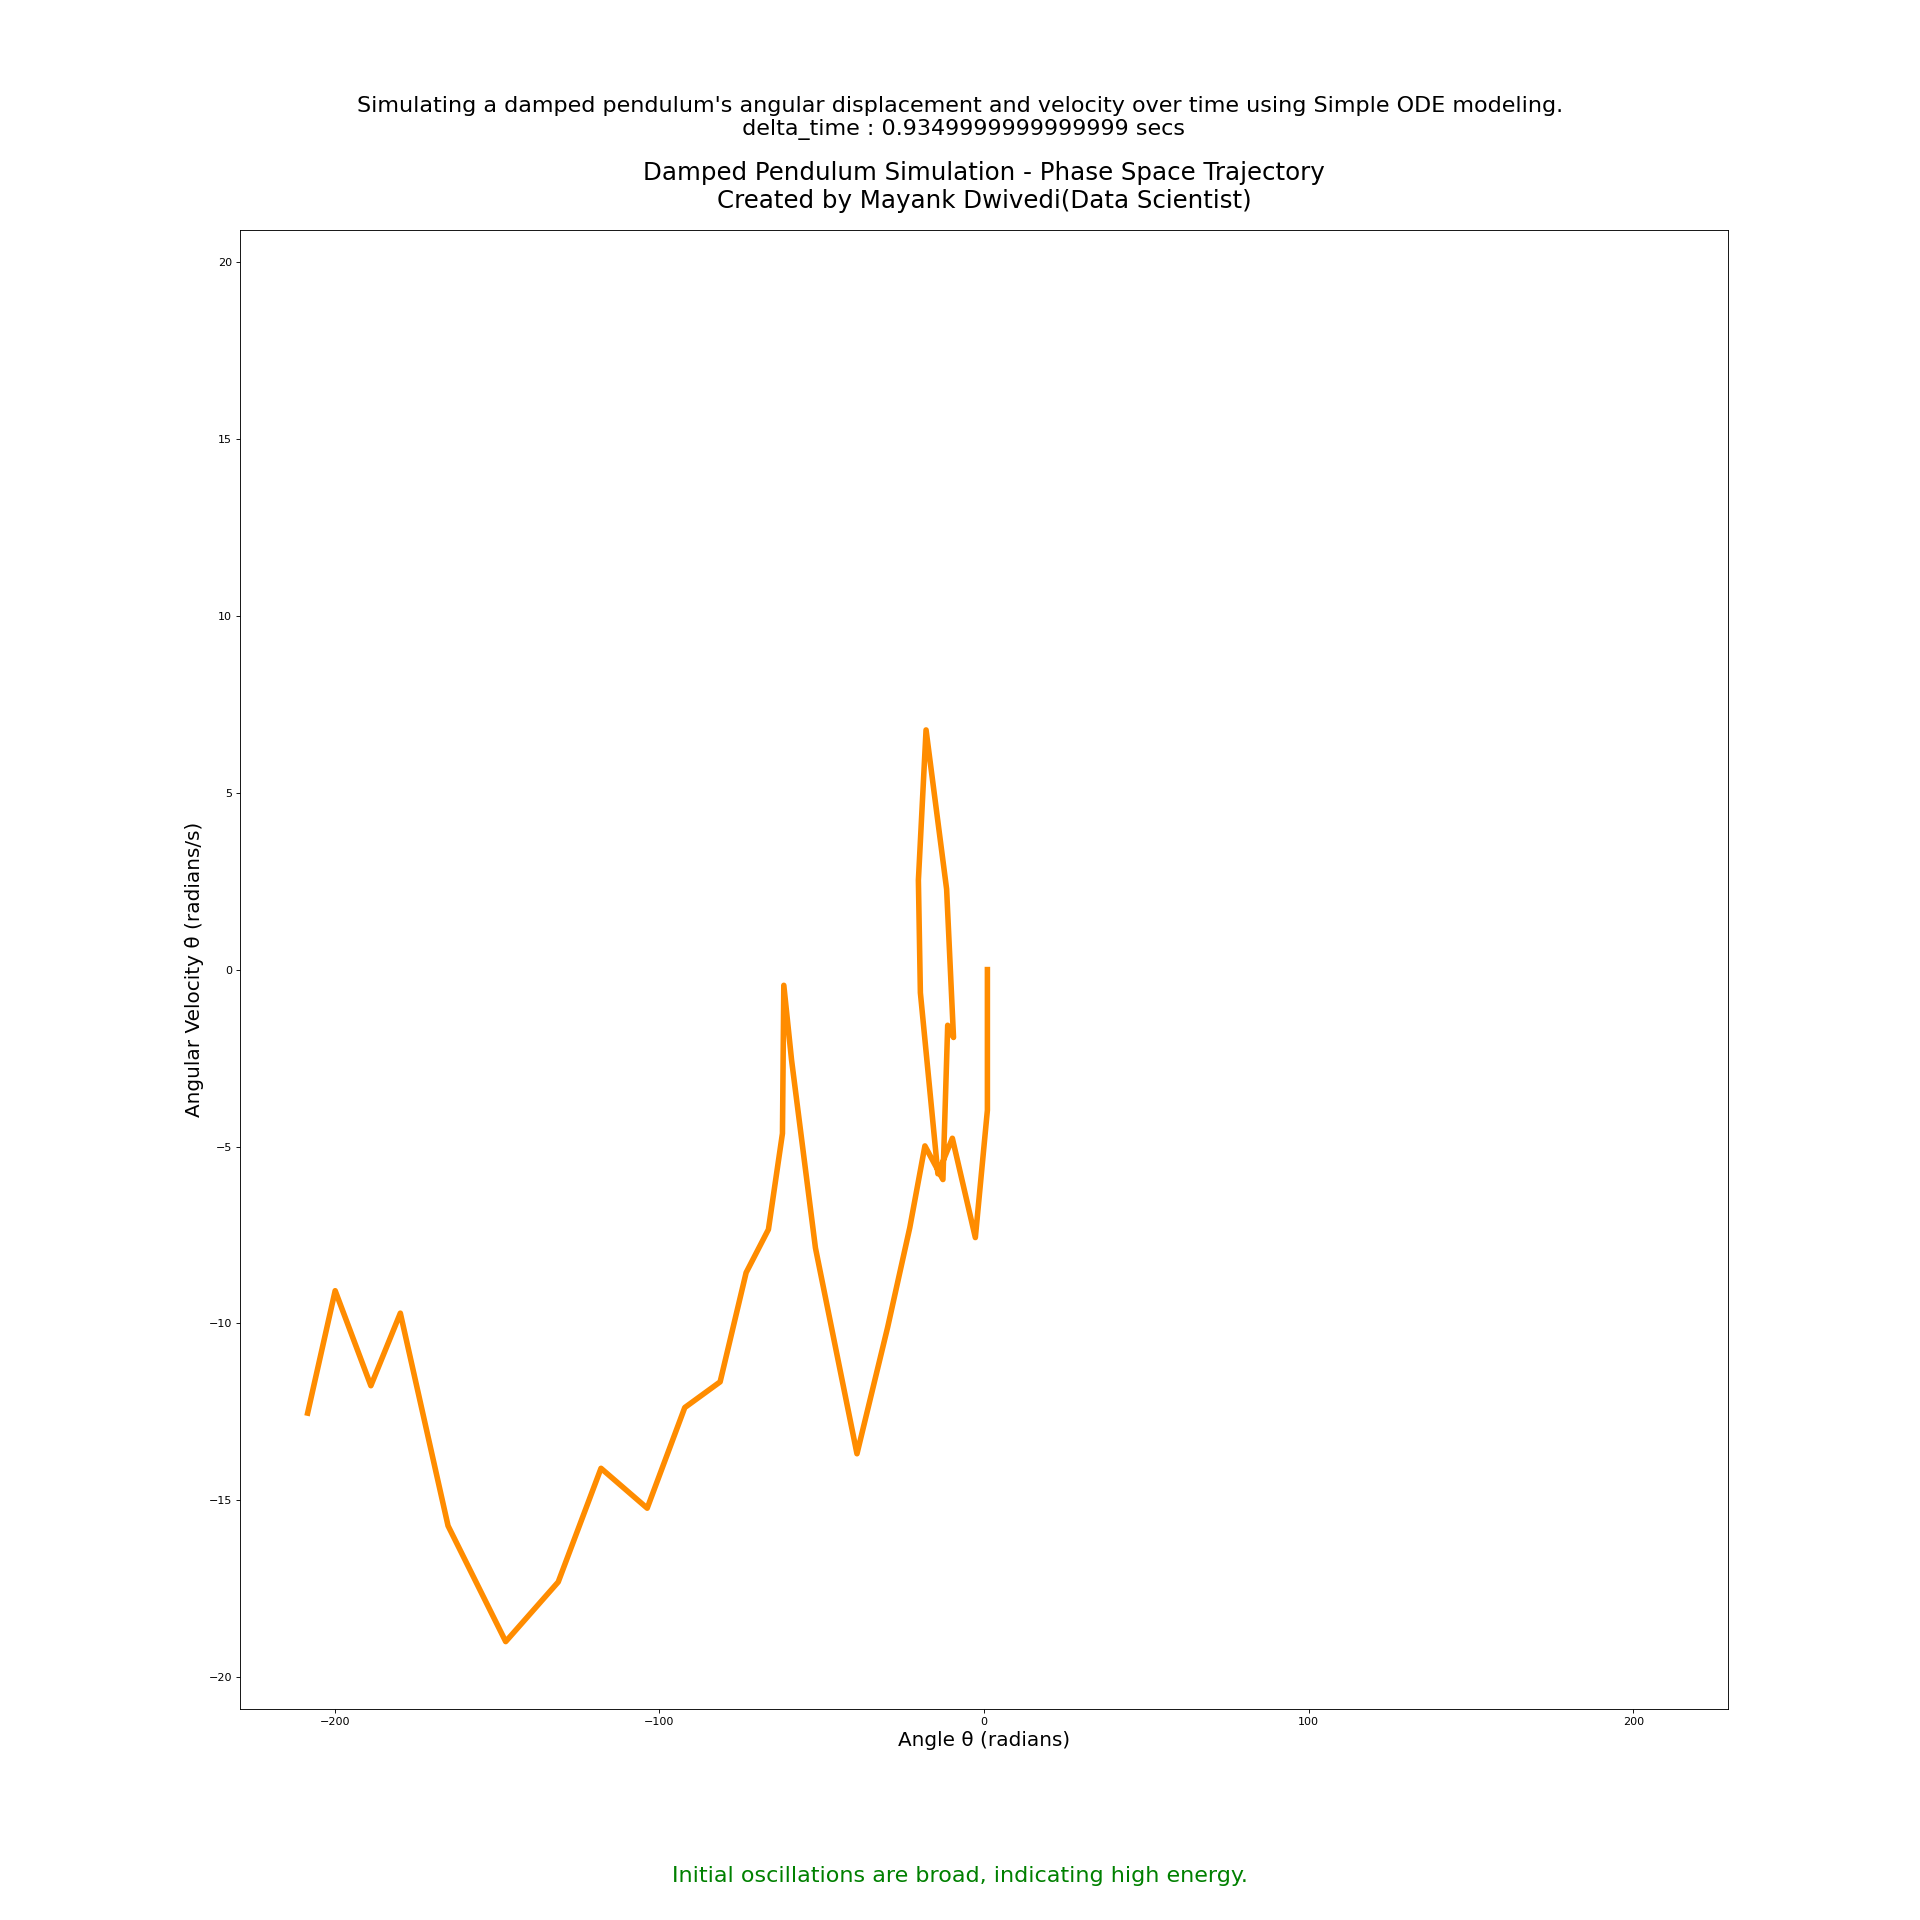 Simulating a damped pendulum's angular displacement and velocity over time using Simple ODE modeling.
delta_time : 0.9349999999999999 secs
Damped Pendulum Simulation - Phase Space Trajectory
Created by Mayank Dwivedi(Data Scientist)
20
15
10
5
0
−5
−10
−15
−20
Angular Velocity θ (radians/s)
−200
−100
0
100
200
Angle θ (radians)
Initial oscillations are broad, indicating high energy.